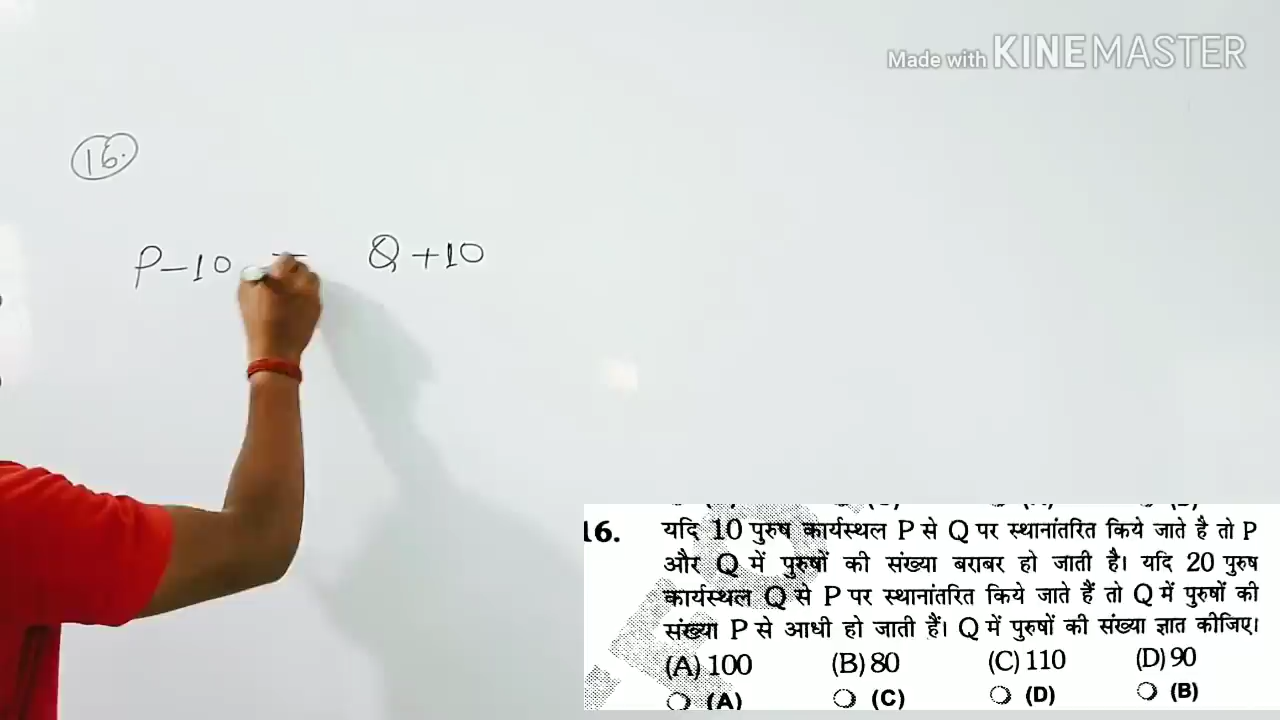 Made with KINEMASTER
16.
P-10 = Q+10
16. यदि 10 पुरुष कार्यस्थल P से Q पर स्थानांतरित किये जाते है तो P
और Q में पुरुषों की संख्या बराबर हो जाती है। यदि 20 पुरुष
कार्यस्थल Q से P पर स्थानांतरित किये जाते हैं तो Q में पुरुषों की
संख्या P से आधी हो जाती हैं। Q में पुरुषों की संख्या ज्ञात कीजिए।
(A) 100 (B) 80 (C) 110 (D) 90
(A) (C) (D) (B)